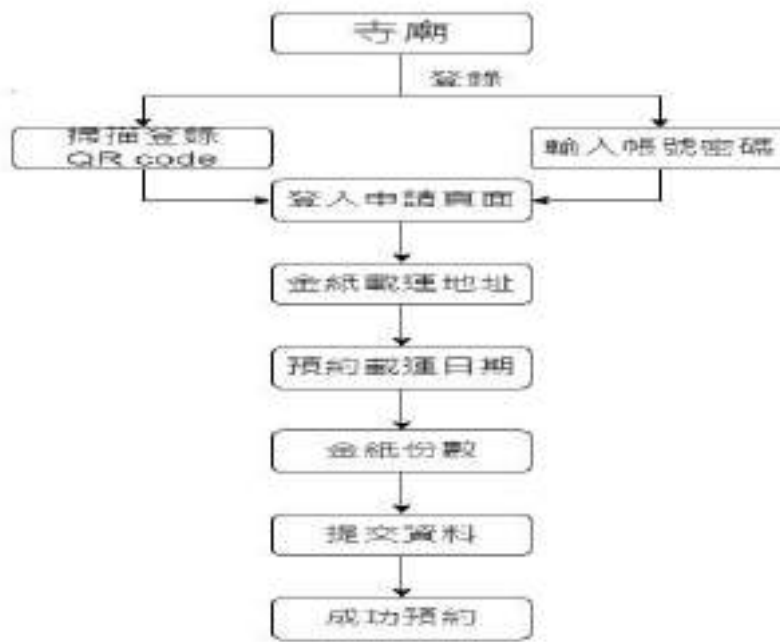 寺廟
登錄
掃描登錄
QR code
輸入帳號密碼
登入申請頁面
金紙載運地址
預約載運日期
金紙份數
提交資料
成功預約